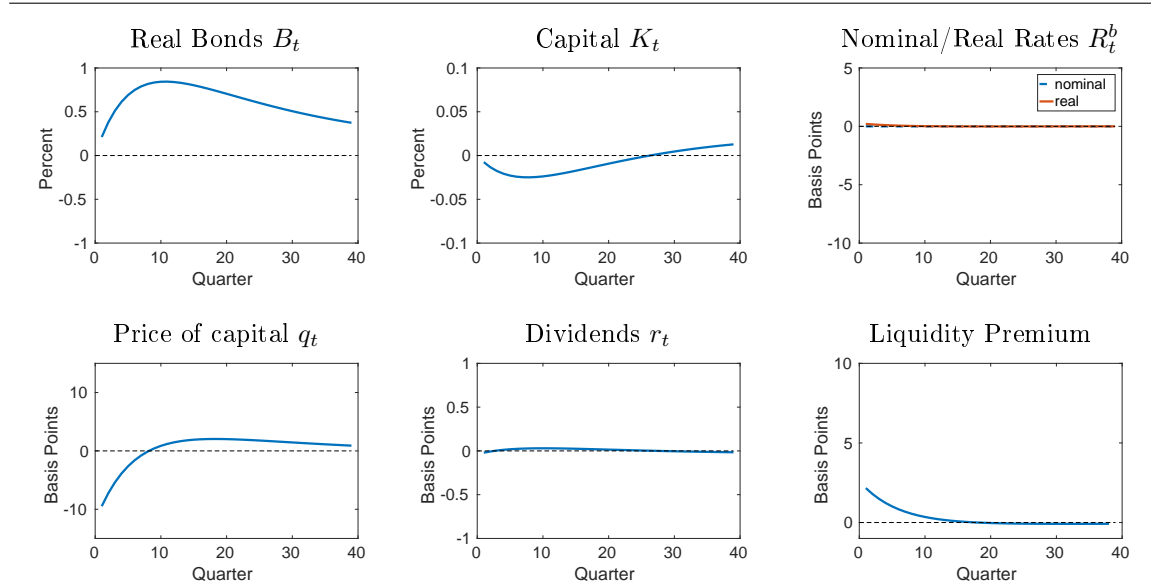 Real Bonds B_t
Capital K_t
Nominal/Real Rates R_t^b
1
0.5
0
-0.5
-1
Percent
0 10 20 30 40
Quarter
0.1
0.05
0
-0.05
-0.1
Percent
0 10 20 30 40
Quarter
5
0
-5
-10
Basis Points
nominal
real
0 10 20 30 40
Quarter
Price of capital q_t
Dividends r_t
Liquidity Premium
10
0
-10
Basis Points
0 10 20 30 40
Quarter
1
0.5
0
-0.5
-1
Basis Points
0 10 20 30 40
Quarter
10
5
0
Basis Points
0 10 20 30 40
Quarter